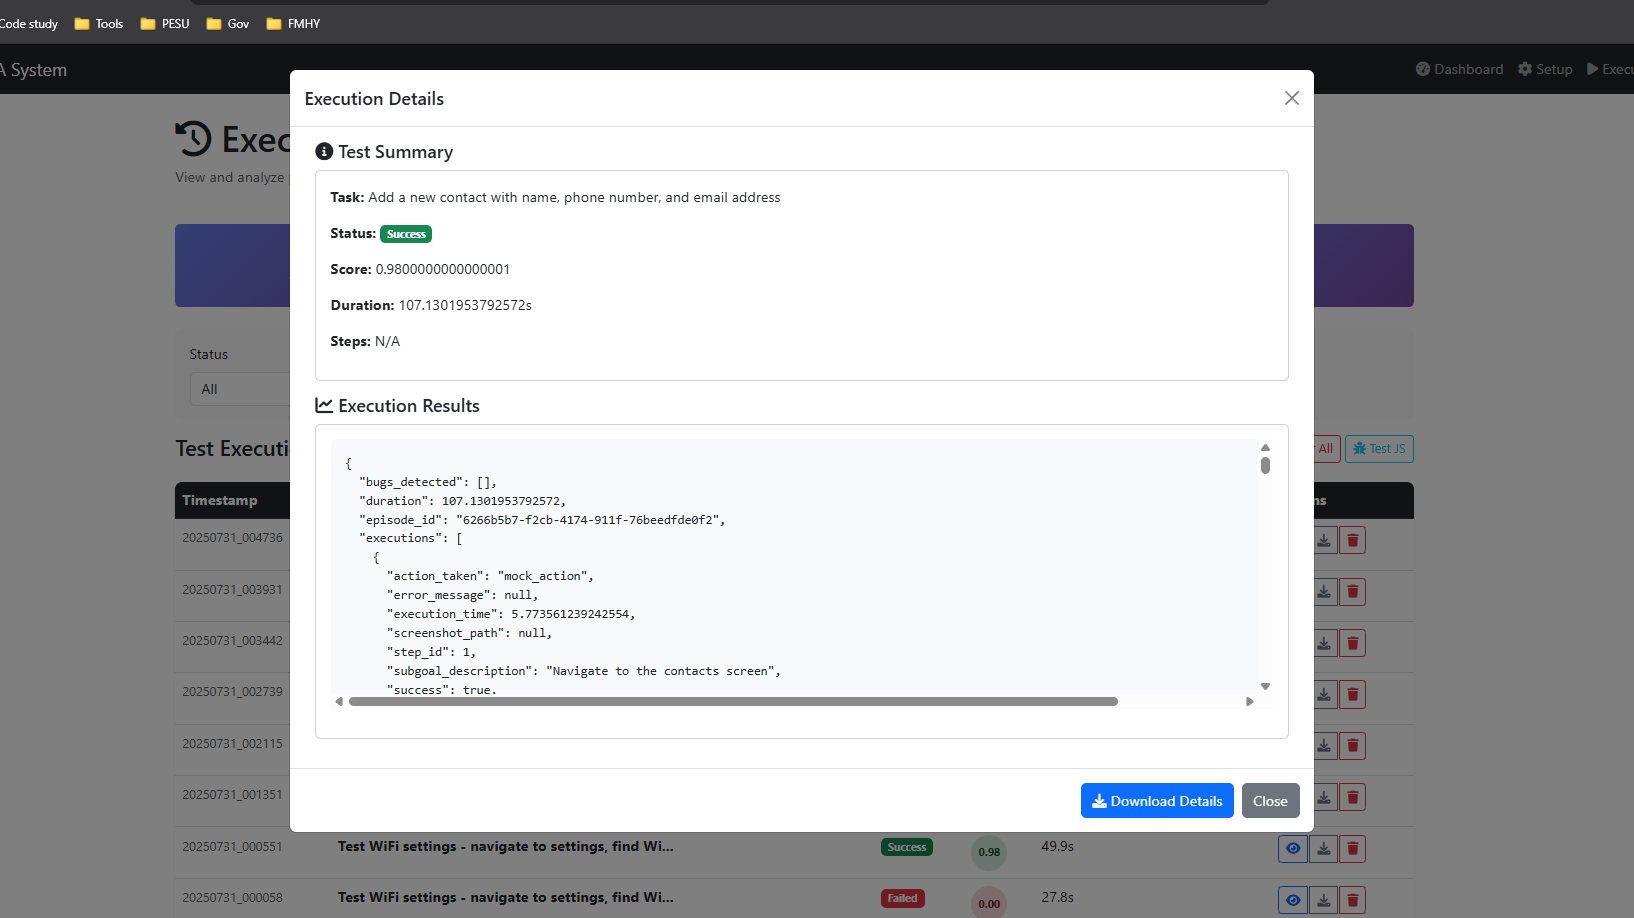 Code study Tools PESU Gov FMHY
A System Dashboard Setup Execu
Execution Details
Exec
View and analyze
Test Summary
Task: Add a new contact with name, phone number, and email address
Status: Success
Score: 0.9800000000000001
Duration: 107.1301953792572s
Steps: N/A
Status
All
Execution Results
Test Executi All Test JS
{
"bugs_detected": [],
"duration": 107.1301953792572,
"episode_id": "6266b5b7-f2cb-4174-911f-76beedfde0f2",
"executions": [
{
"action_taken": "mock_action",
"error_message": null,
"execution_time": 5.773561239242554,
"screenshot_path": null,
"step_id": 1,
"subgoal_description": "Navigate to the contacts screen",
"success": true,
Timestamp ns
20250731_004736
20250731_003931
20250731_003442
20250731_002739
20250731_002115
20250731_001351
Download Details Close
20250731_000551 Test WiFi settings - navigate to settings, find Wi... Success 0.98 49.9s
20250731_000058 Test WiFi settings - navigate to settings, find Wi... Failed 0.00 27.8s